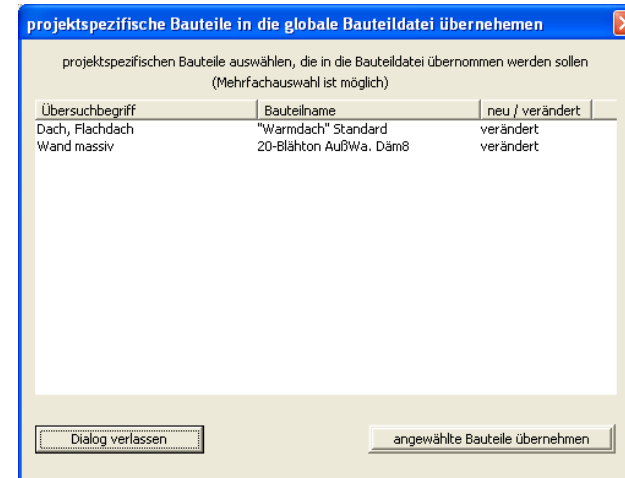 projektspezifische Bauteile in die globale Bauteildatei übernehemen
projektspezifischen Bauteile auswählen, die in die Bauteildatei übernommen werden sollen
(Mehrfachauswahl ist möglich)
Übersuchbegriff Bauteilname neu / verändert
Dach, Flachdach "Warmdach" Standard verändert
Wand massiv 20-Blähton AußWa. Däm8 verändert
Dialog verlassen angewählte Bauteile übernehmen